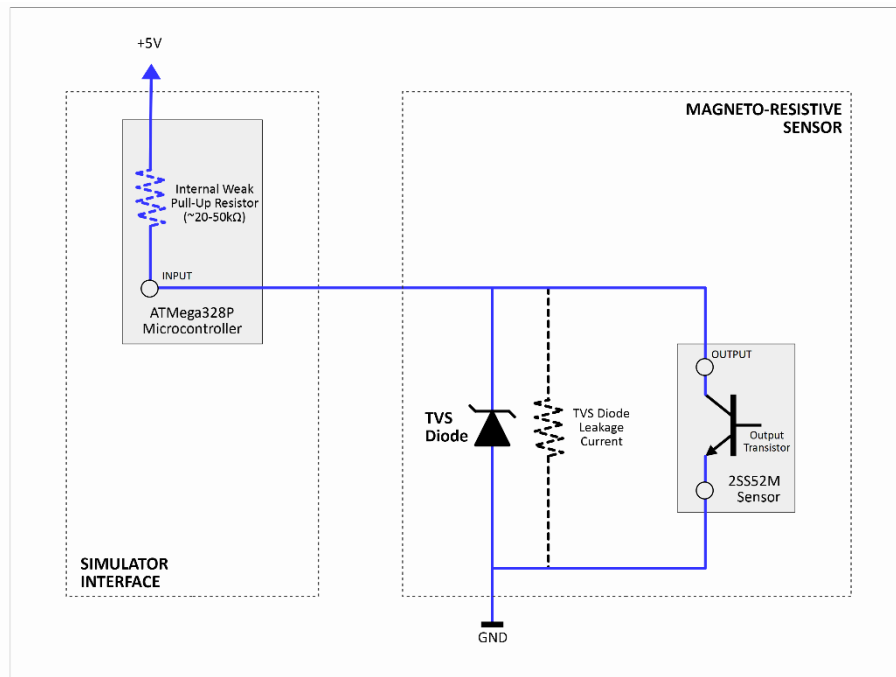 +5V
MAGNETO-RESISTIVE
SENSOR
Internal Weak
Pull-Up Resistor
(~20-50kΩ)
INPUT
ATMega328P
Microcontroller
OUTPUT
TVS
Diode
TVS Diode
Leakage
Current
Output
Transistor
2SS52M
Sensor
SIMULATOR
INTERFACE
GND